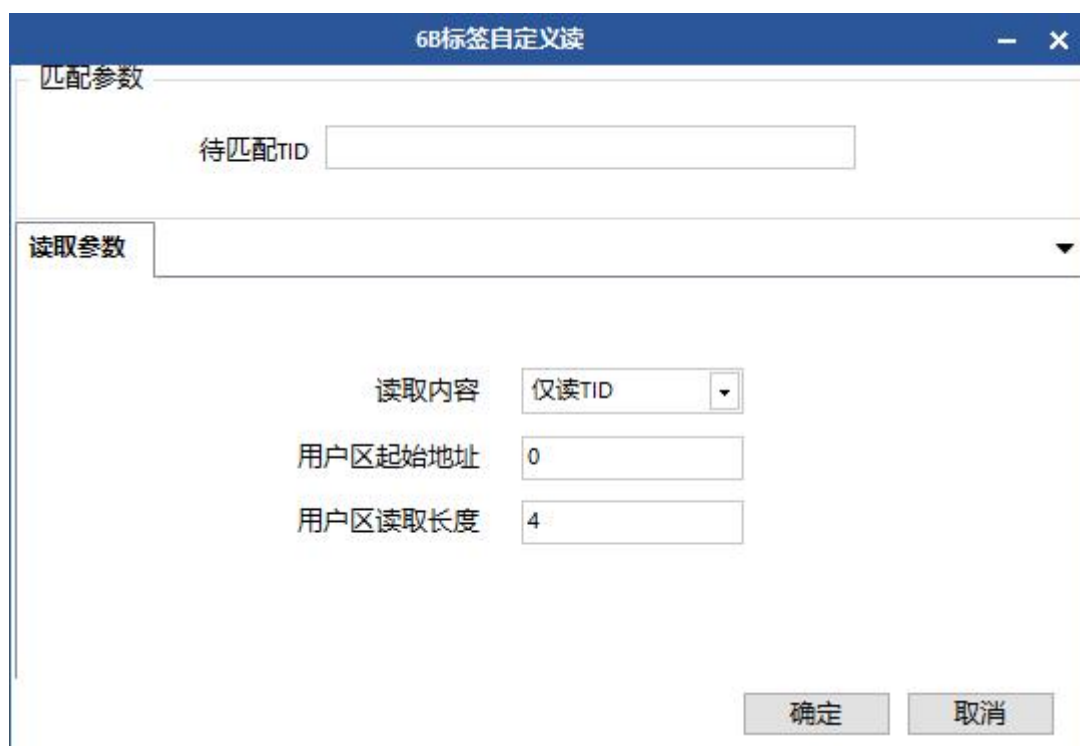 6B标签自定义读
匹配参数
待匹配TID
读取参数
读取内容 仅读TID
用户区起始地址 0
用户区读取长度 4
确定 取消